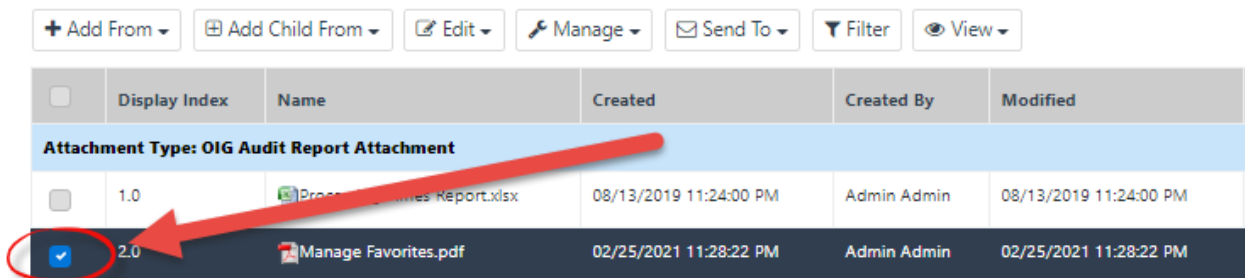 Add From Add Child From Edit Manage Send To Filter View
Display Index Name Created Created By Modified
Attachment Type: OIG Audit Report Attachment
1.0 Report.xlsx 08/13/2019 11:24:00 PM Admin Admin 08/13/2019 11:24:00 PM
2.0 Manage Favorites.pdf 02/25/2021 11:28:22 PM Admin Admin 02/25/2021 11:28:22 PM